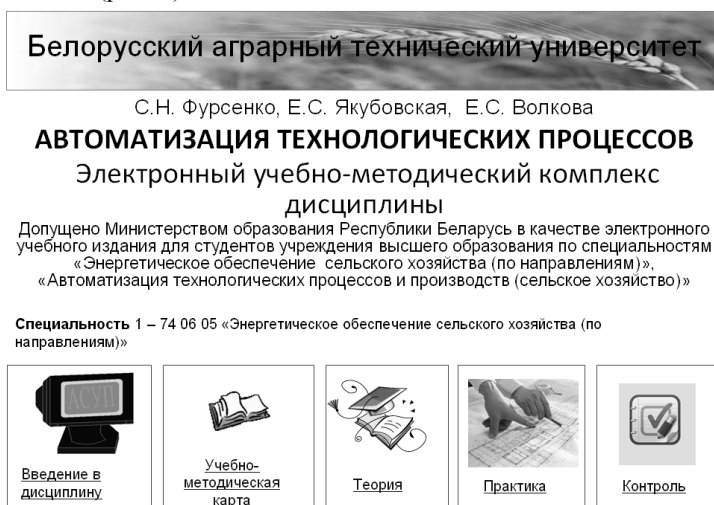 Белорусский аграрный технический университет
С.Н. Фурсенко, Е.С. Якубовская, Е.С. Волкова
АВТОМАТИЗАЦИЯ ТЕХНОЛОГИЧЕСКИХ ПРОЦЕССОВ
Электронный учебно-методический комплекс
дисциплины
Допущено Министерством образования Республики Беларусь в качестве электронного
учебного издания для студентов учреждения высшего образования по специальностям
«Энергетическое обеспечение сельского хозяйства (по направлениям)»,
«Автоматизация технологических процессов и производств (сельское хозяйство)»
Специальность 1 – 74 06 05 «Энергетическое обеспечение сельского хозяйства (по
направлениям)»
АСУП
Введение в
дисциплину
Учебно-
методическая
карта
Теория
Практика
Контроль